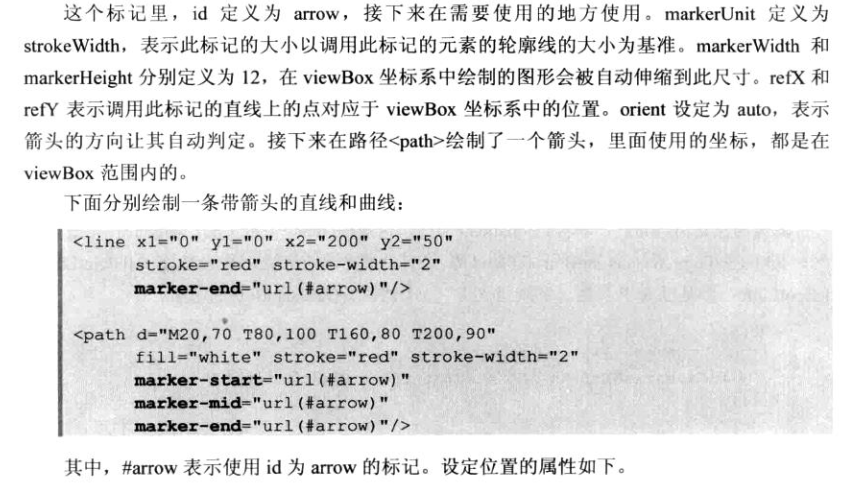 这个标记里，id 定义为 arrow，接下来在需要使用的地方使用。markerUnit 定义为
strokeWidth，表示此标记的大小以调用此标记的元素的轮廓线的大小为基准。markerWidth 和
markerHeight 分别定义为 12，在 viewBox 坐标系中绘制的图形会被自动伸缩到此尺寸。refX 和
refY 表示调用此标记的直线上的点对应于 viewBox 坐标系中的位置。orient 设定为 auto，表示
箭头的方向让其自动判定。接下来在路径<path>绘制了一个箭头，里面使用的坐标，都是在
viewBox 范围内的。
下面分别绘制一条带箭头的直线和曲线：
<line x1="0" y1="0" x2="200" y2="50"
stroke="red" stroke-width="2"
marker-end="url(#arrow)"/>
<path d="M20,70 T80,100 T160,80 T200,90"
fill="white" stroke="red" stroke-width="2"
marker-start="url(#arrow)"
marker-mid="url(#arrow)"
marker-end="url(#arrow)"/>
其中，#arrow 表示使用 id 为 arrow 的标记。设定位置的属性如下。